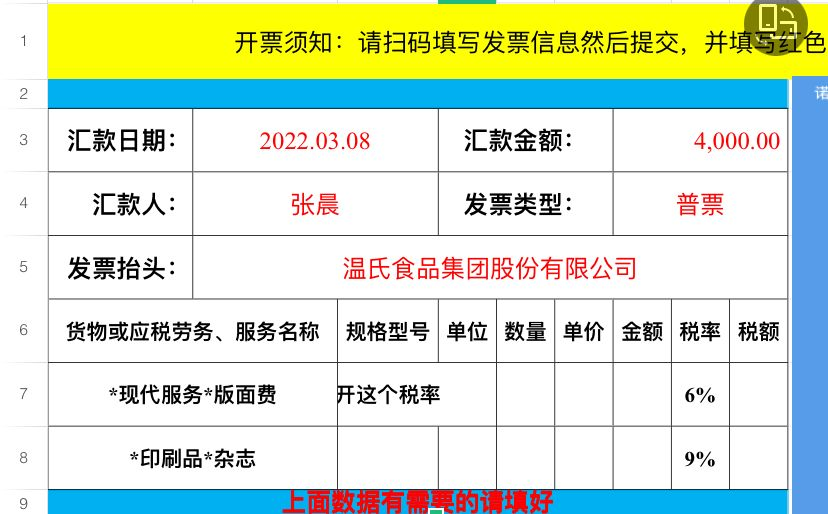 1 开票须知：请扫码填写发票信息然后提交，并填写红色
2 诺
3 汇款日期： 2022.03.08 汇款金额： 4,000.00
4 汇款人： 张晨 发票类型： 普票
5 发票抬头： 温氏食品集团股份有限公司
6 货物或应税劳务、服务名称 规格型号 单位 数量 单价 金额 税率 税额
7 *现代服务*版面费 开这个税率 6%
8 *印刷品*杂志 9%
9 上面数据有需要的请填好